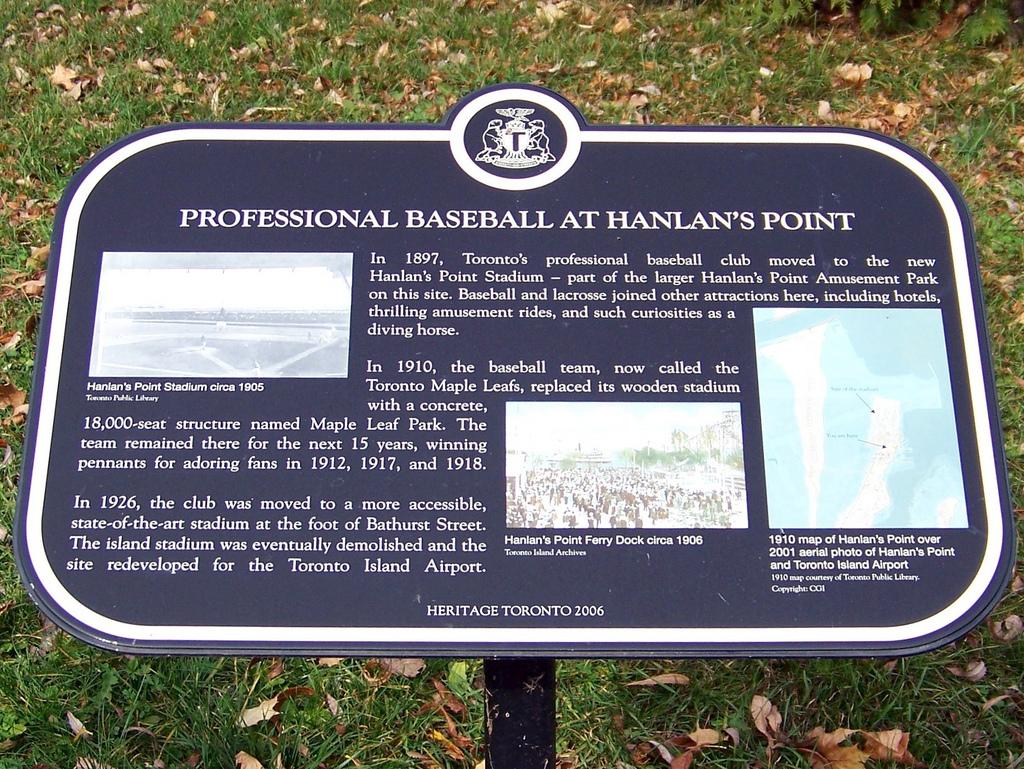 PROFESSIONAL BASEBALL AT HANLAN'S POINT
In 1897, Toronto's professional baseball club moved to the new
Hanlan's Point Stadium – part of the larger Hanlan's Point Amusement Park
on this site. Baseball and lacrosse joined other attractions here, including hotels,
thrilling amusement rides, and such curiosities as a
diving horse.
Hanlan's Point Stadium circa 1905
Toronto Public Library
In 1910, the baseball team, now called the
Toronto Maple Leafs, replaced its wooden stadium
with a concrete,
18,000-seat structure named Maple Leaf Park. The
team remained there for the next 15 years, winning
pennants for adoring fans in 1912, 1917, and 1918.
In 1926, the club was moved to a more accessible,
state-of-the-art stadium at the foot of Bathurst Street.
The island stadium was eventually demolished and the
site redeveloped for the Toronto Island Airport.
Hanlan's Point Ferry Dock circa 1906
Toronto Island Archives
Site of the stadium
You are here
1910 map of Hanlan's Point over
2001 aerial photo of Hanlan's Point
and Toronto Island Airport
1910 map courtesy of Toronto Public Library.
Copyright: CGI
HERITAGE TORONTO 2006